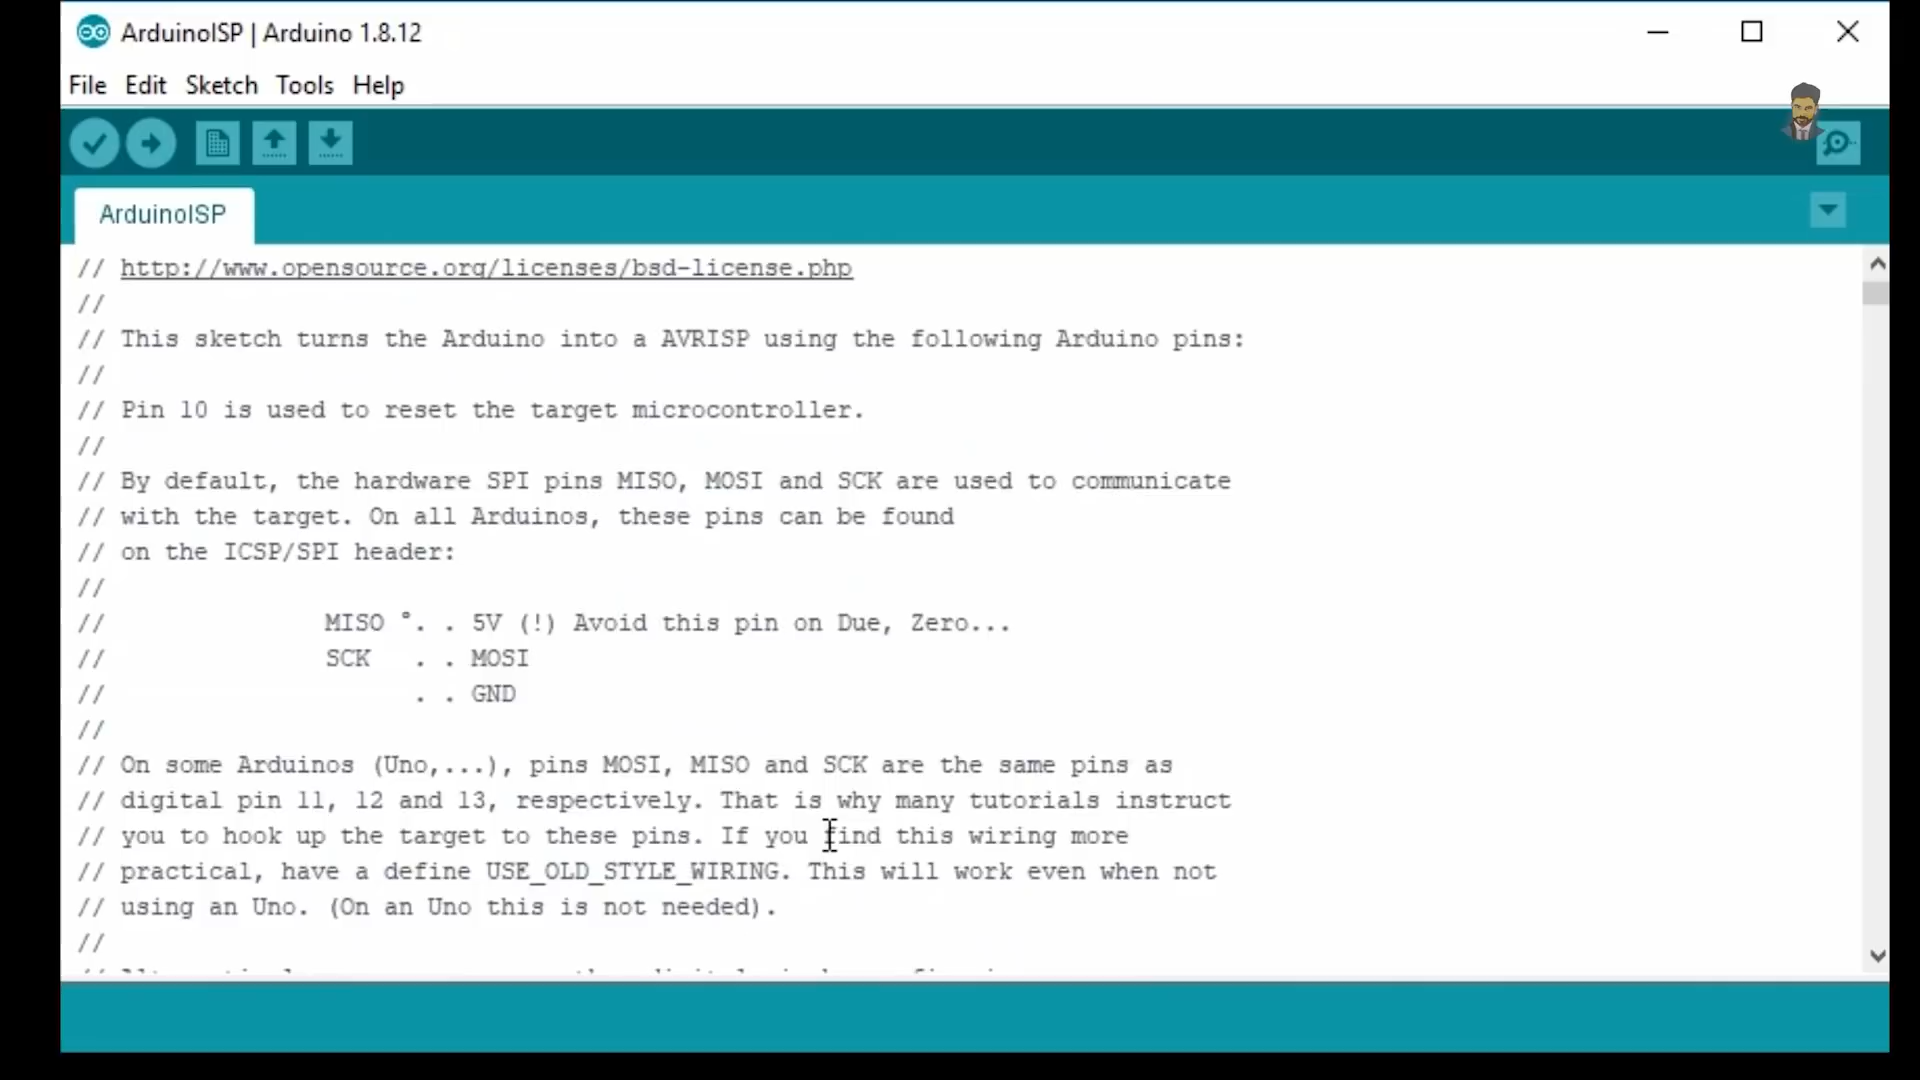 ArduinoISP | Arduino 1.8.12
File Edit Sketch Tools Help
ArduinoISP
// http://www.opensource.org/licenses/bsd-license.php
//
// This sketch turns the Arduino into a AVRISP using the following Arduino pins:
//
// Pin 10 is used to reset the target microcontroller.
//
// By default, the hardware SPI pins MISO, MOSI and SCK are used to communicate
// with the target. On all Arduinos, these pins can be found
// on the ICSP/SPI header:
//
// MISO °. . 5V (!) Avoid this pin on Due, Zero...
// SCK . . MOSI
// . . GND
//
// On some Arduinos (Uno,...), pins MOSI, MISO and SCK are the same pins as
// digital pin 11, 12 and 13, respectively. That is why many tutorials instruct
// you to hook up the target to these pins. If you find this wiring more
// practical, have a define USE_OLD_STYLE_WIRING. This will work even when not
// using an Uno. (On an Uno this is not needed).
//